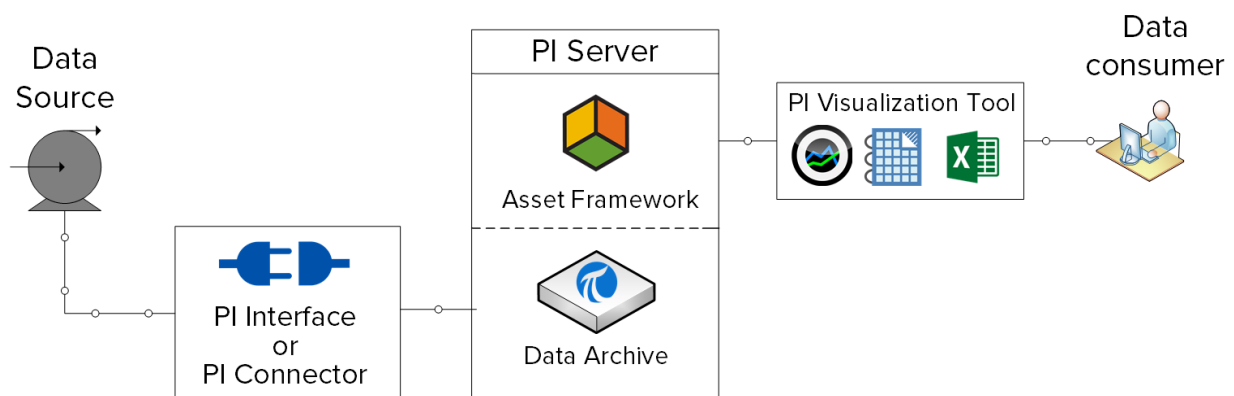 Data
Source
PI Interface
or
PI Connector
PI Server
Asset Framework
Data Archive
PI Visualization Tool
X
Data
consumer